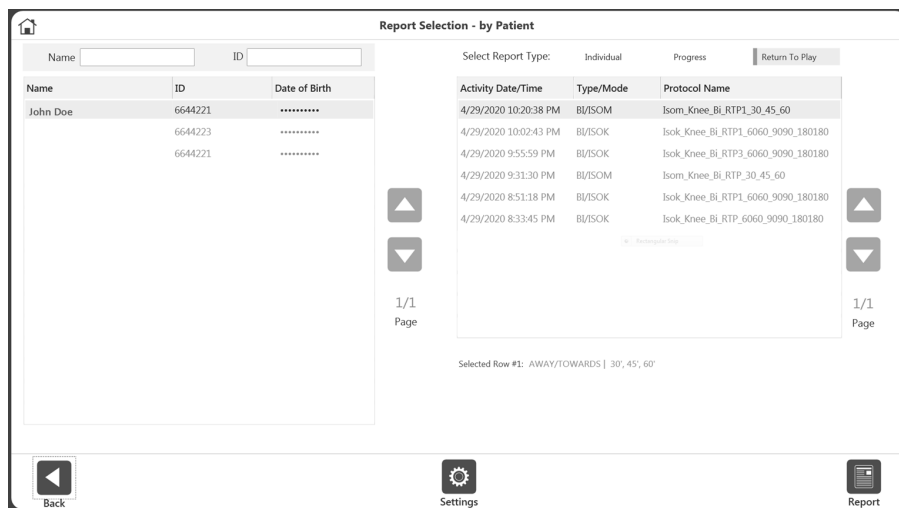 Report Selection - by Patient
Name
ID
Select Report Type:
Individual
Progress
Return To Play
Name ID Date of Birth
John Doe 6644221 ••••••••••
6644223 ••••••••••
6644221 ••••••••••
Activity Date/Time Type/Mode Protocol Name
4/29/2020 10:20:38 PM BI/ISOM Isom_Knee_Bi_RTP1_30_45_60
4/29/2020 10:02:43 PM BI/ISOK Isok_Knee_Bi_RTP1_6060_9090_180180
4/29/2020 9:55:59 PM BI/ISOK Isok_Knee_Bi_RTP3_6060_9090_180180
4/29/2020 9:31:30 PM BI/ISOM Isom_Knee_Bi_RTP_30_45_60
4/29/2020 8:51:18 PM BI/ISOK Isok_Knee_Bi_RTP1_6060_9090_180180
4/29/2020 8:33:45 PM BI/ISOK Isok_Knee_Bi_RTP_6060_9090_180180
Rectangular Snip
1/1
Page
1/1
Page
Selected Row #1: AWAY/TOWARDS | 30', 45', 60'
Back
Settings
Report